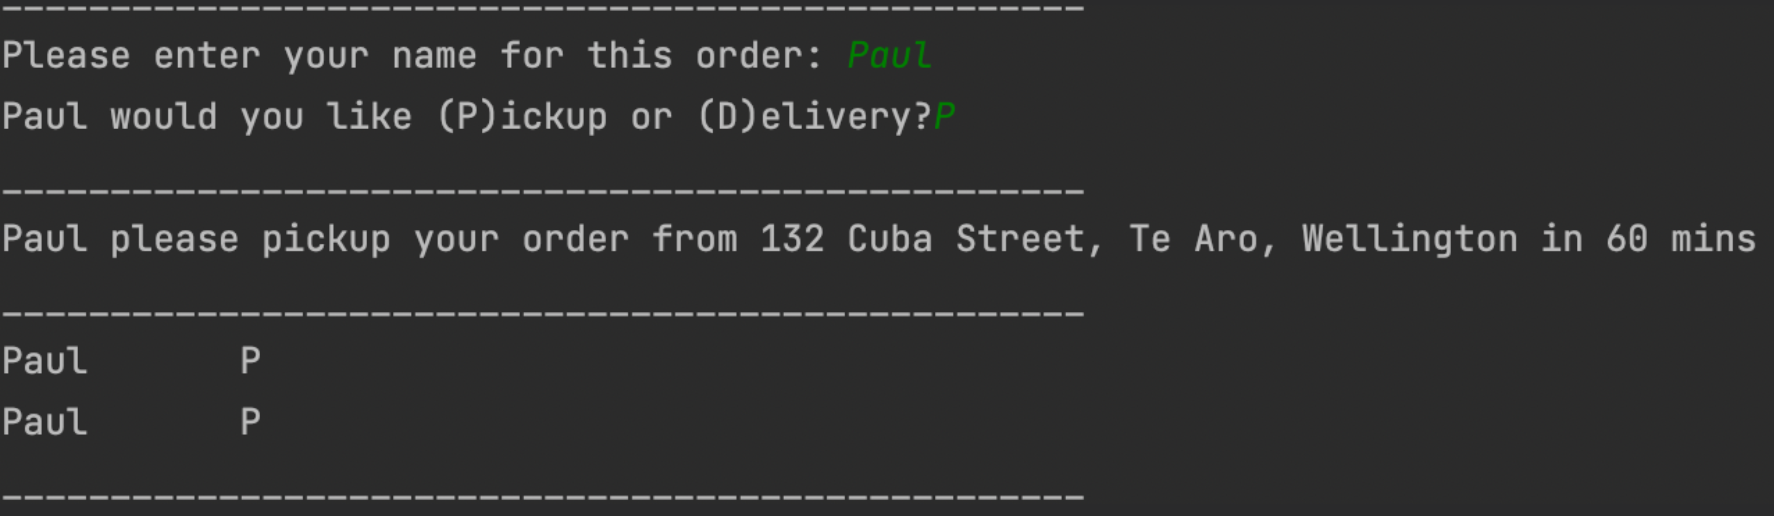 --------------------------------------------------
Please enter your name for this order: Paul
Paul would you like (P)ickup or (D)elivery?P
--------------------------------------------------
Paul please pickup your order from 132 Cuba Street, Te Aro, Wellington in 60 mins
--------------------------------------------------
Paul       P
Paul       P
--------------------------------------------------